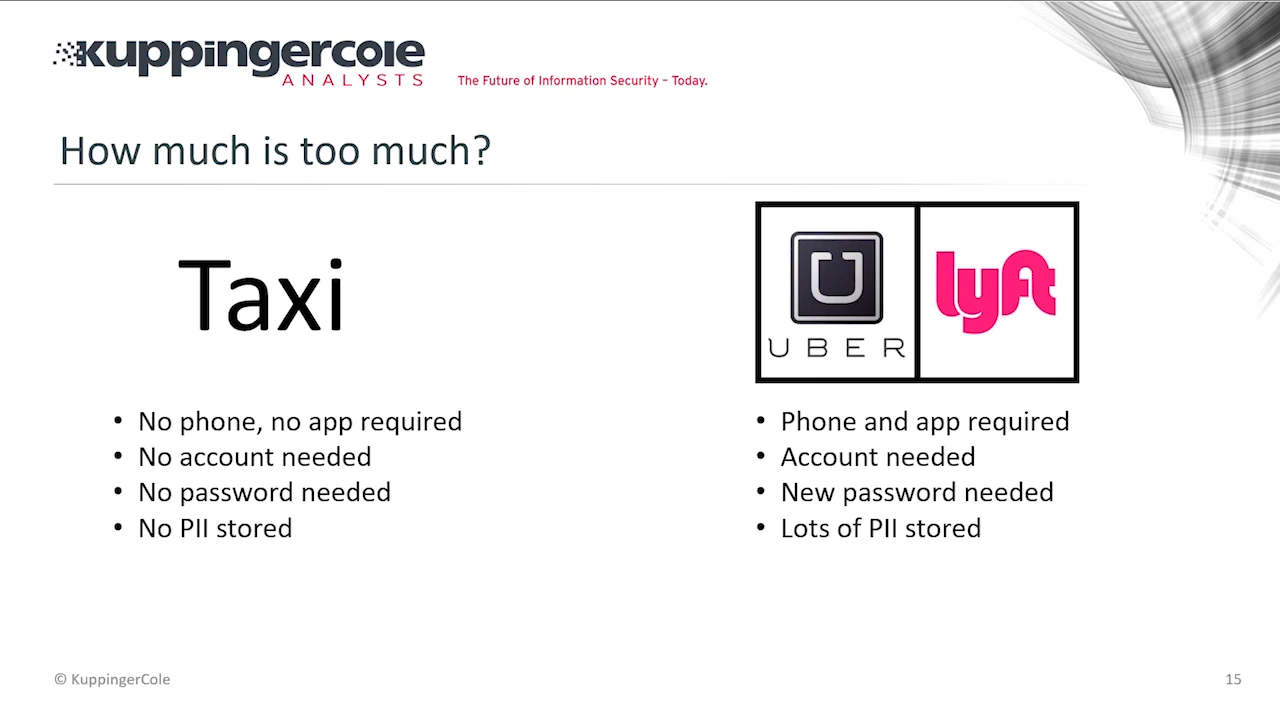 kuppingercole
ANALYSTS
The Future of Information Security – Today.
How much is too much?
Taxi
• No phone, no app required
• No account needed
• No password needed
• No PII stored
U
UBER
lyft
• Phone and app required
• Account needed
• New password needed
• Lots of PII stored
© KuppingerCole
15